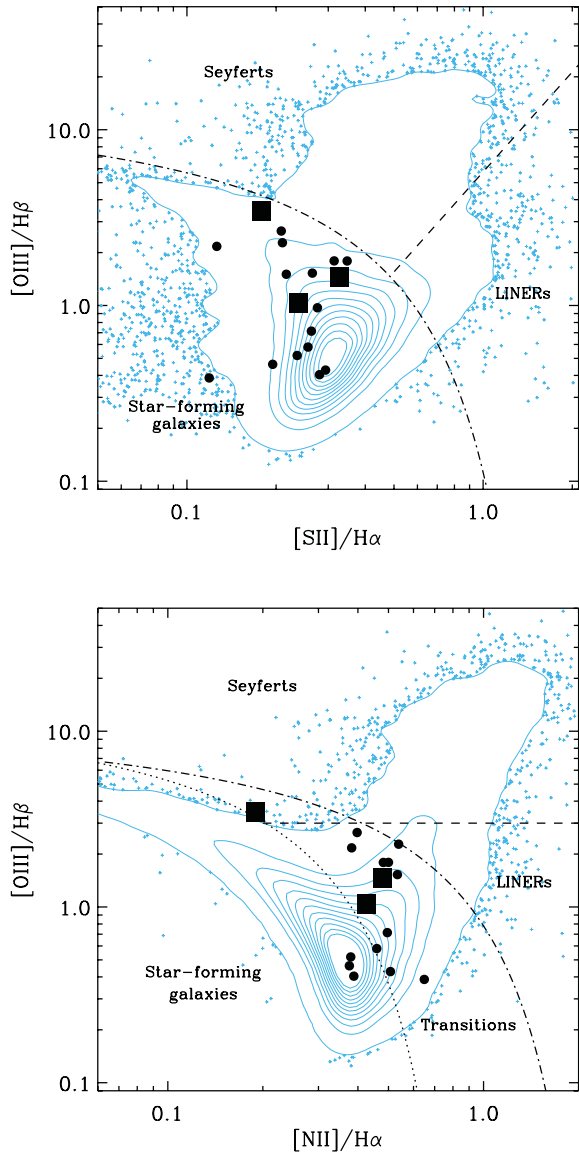 Seyferts
10.0
[OIII]/Hβ
1.0
LINERs
Star-forming
galaxies
0.1
0.1
1.0
[SII]/Hα
Seyferts
10.0
[OIII]/Hβ
1.0
LINERs
Star-forming
galaxies
Transitions
0.1
0.1
1.0
[NII]/Hα